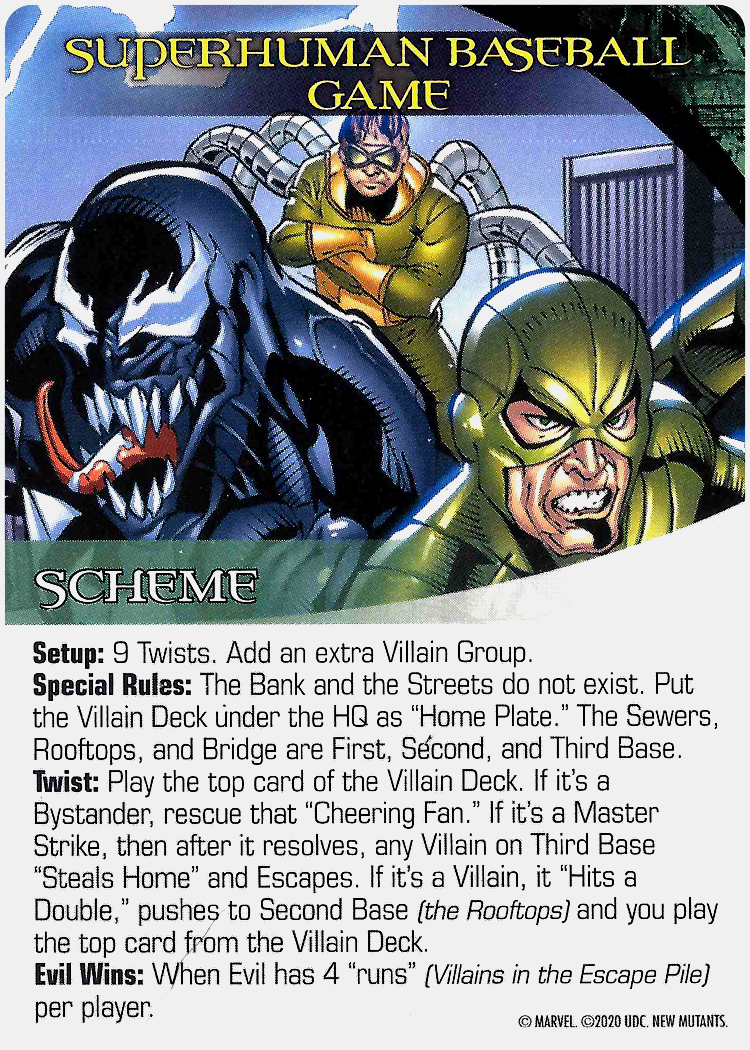 SUPERHUMAN BASEBALL
GAME
SCHEME
Setup: 9 Twists. Add an extra Villain Group.
Special Rules: The Bank and the Streets do not exist. Put
the Villain Deck under the HQ as “Home Plate.” The Sewers,
Rooftops, and Bridge are First, Second, and Third Base.
Twist: Play the top card of the Villain Deck. If it’s a
Bystander, rescue that “Cheering Fan.” If it’s a Master
Strike, then after it resolves, any Villain on Third Base
“Steals Home” and Escapes. If it’s a Villain, it “Hits a
Double,” pushes to Second Base (the Rooftops) and you play
the top card from the Villain Deck.
Evil Wins: When Evil has 4 “runs” (Villains in the Escape Pile)
per player.
© MARVEL. ©2020 UDC. NEW MUTANTS.